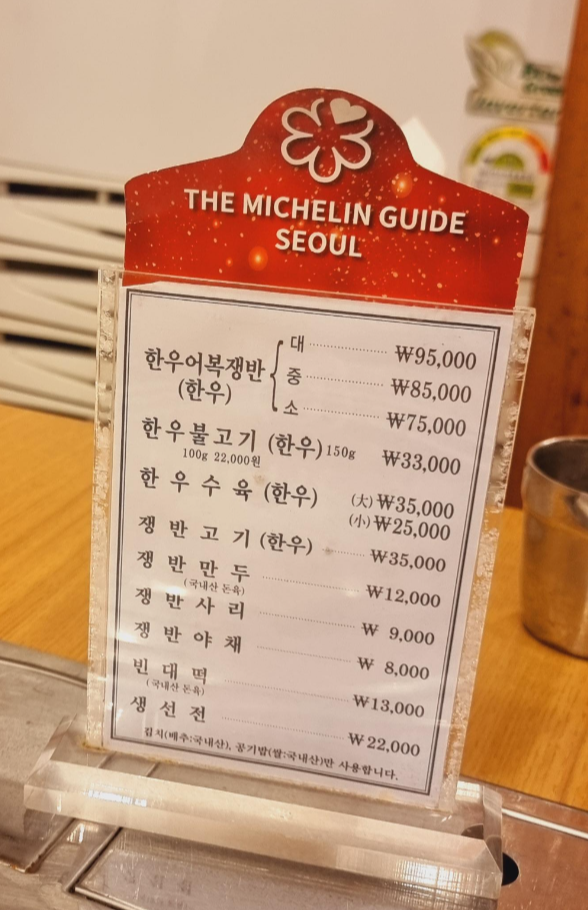 THE MICHELIN GUIDE
SEOUL
한우어복쟁반 (한우)
대 ₩95,000
중 ₩85,000
소 ₩75,000
한우불고기 (한우) 150g ₩33,000
100g 22,000원
한우수육 (한우) (大) ₩35,000
(小) ₩25,000
쟁반고기 (한우) ₩35,000
쟁반만두 ₩12,000
(국내산 돈육)
쟁반사리 ₩ 9,000
쟁반야채 ₩ 8,000
빈대떡 ₩13,000
(국내산 돈육)
생선전 ₩22,000
김치(배추:국내산), 공기밥(쌀:국내산)만 사용합니다.